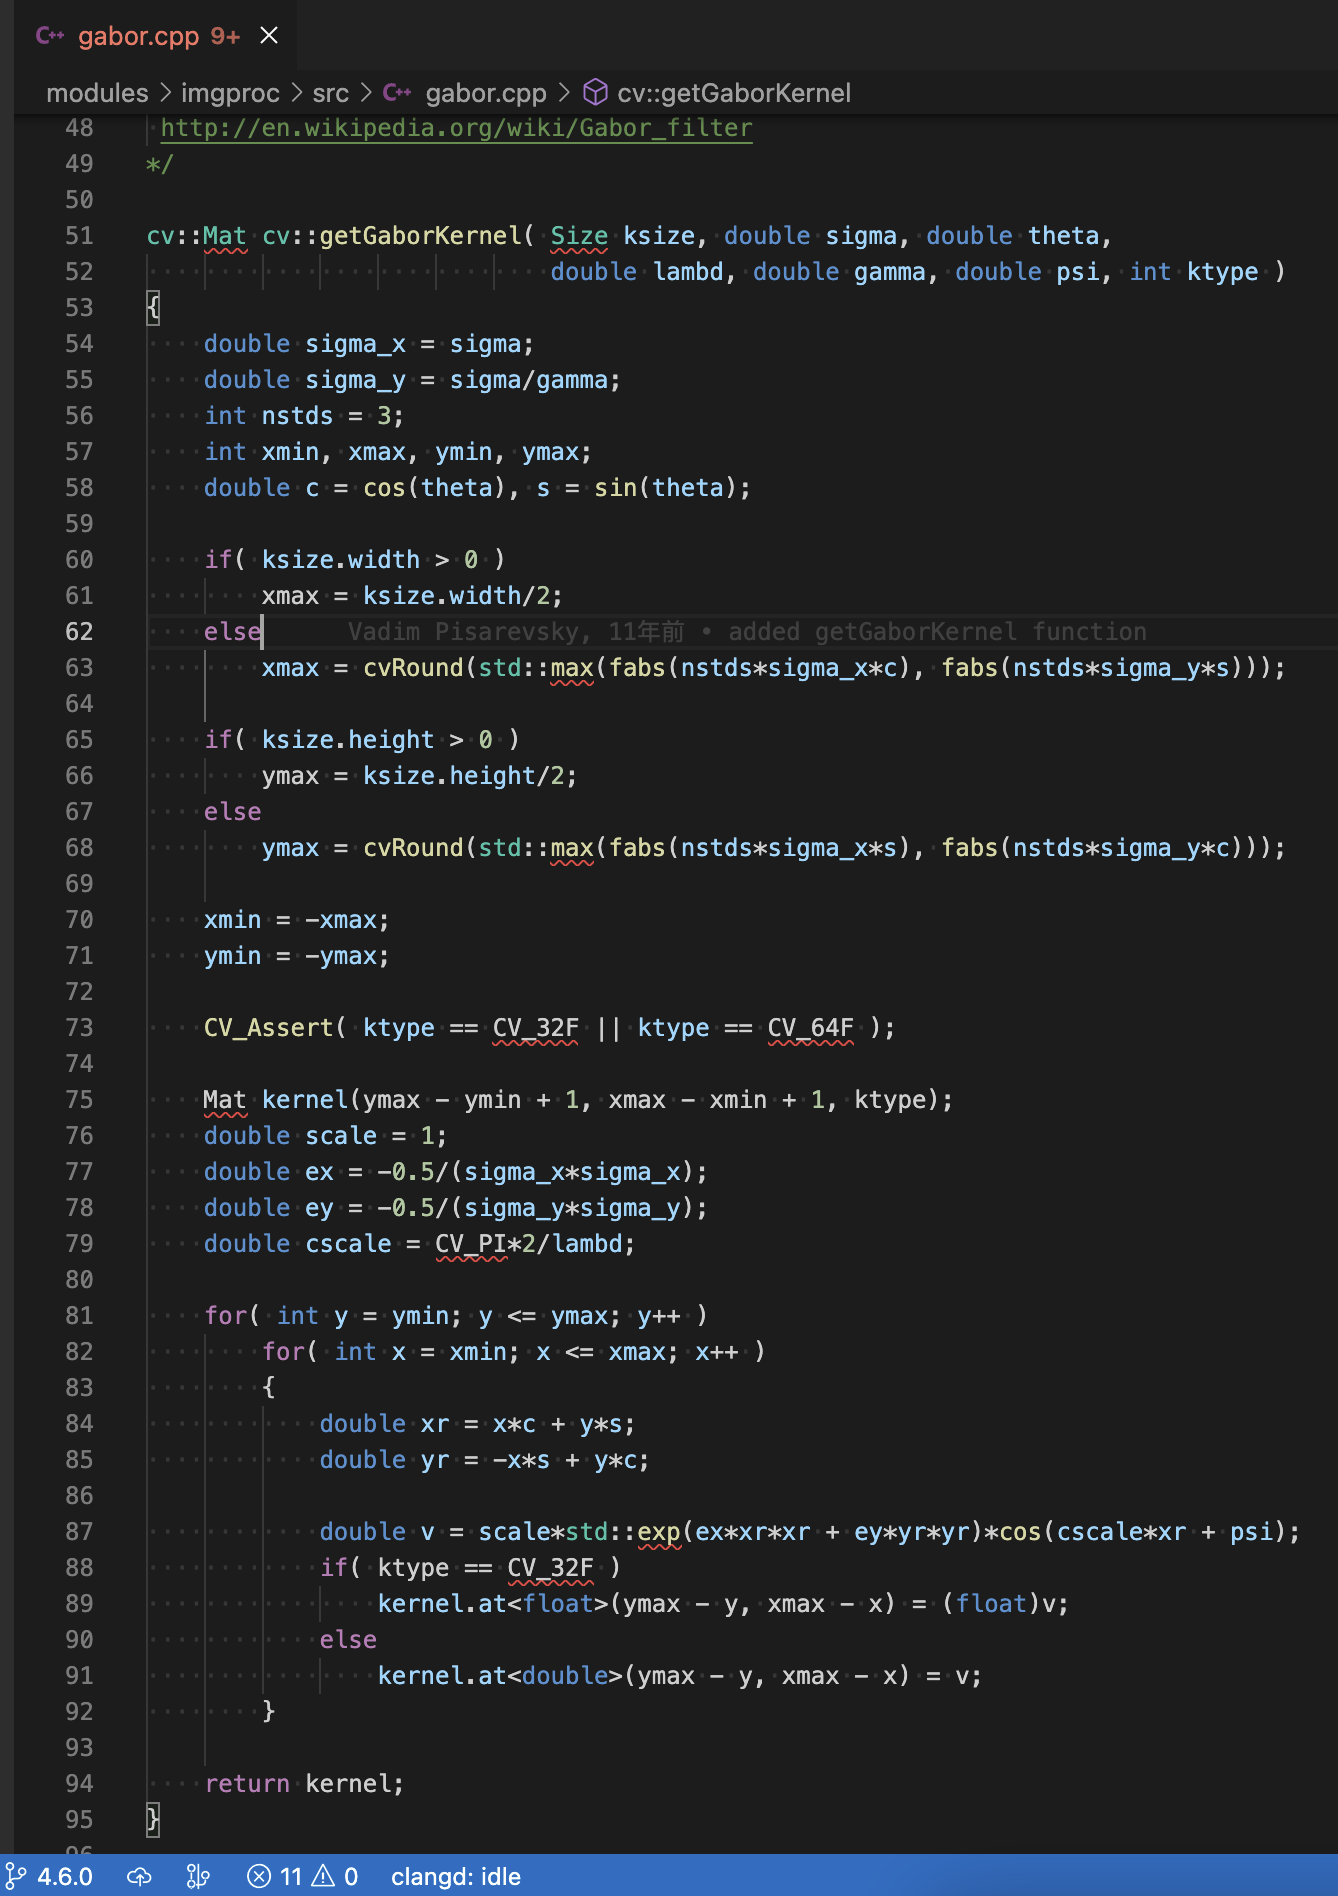 C++ gabor.cpp 9+ ×
modules > imgproc > src > C++ gabor.cpp > cv::getGaborKernel
48 http://en.wikipedia.org/wiki/Gabor_filter
49 */
50
51 cv::Mat cv::getGaborKernel( Size ksize, double sigma, double theta,
52                             double lambd, double gamma, double psi, int ktype )
53 {
54     double sigma_x = sigma;
55     double sigma_y = sigma/gamma;
56     int nstds = 3;
57     int xmin, xmax, ymin, ymax;
58     double c = cos(theta), s = sin(theta);
59
60     if( ksize.width > 0 )
61         xmax = ksize.width/2;
62     else      Vadim Pisarevsky, 11年前 • added getGaborKernel function
63         xmax = cvRound(std::max(fabs(nstds*sigma_x*c), fabs(nstds*sigma_y*s)));
64
65     if( ksize.height > 0 )
66         ymax = ksize.height/2;
67     else
68         ymax = cvRound(std::max(fabs(nstds*sigma_x*s), fabs(nstds*sigma_y*c)));
69
70     xmin = -xmax;
71     ymin = -ymax;
72
73     CV_Assert( ktype == CV_32F || ktype == CV_64F );
74
75     Mat kernel(ymax - ymin + 1, xmax - xmin + 1, ktype);
76     double scale = 1;
77     double ex = -0.5/(sigma_x*sigma_x);
78     double ey = -0.5/(sigma_y*sigma_y);
79     double cscale = CV_PI*2/lambd;
80
81     for( int y = ymin; y <= ymax; y++ )
82         for( int x = xmin; x <= xmax; x++ )
83         {
84             double xr = x*c + y*s;
85             double yr = -x*s + y*c;
86
87             double v = scale*std::exp(ex*xr*xr + ey*yr*yr)*cos(cscale*xr + psi);
88             if( ktype == CV_32F )
89                 kernel.at<float>(ymax - y, xmax - x) = (float)v;
90             else
91                 kernel.at<double>(ymax - y, xmax - x) = v;
92         }
93
94     return kernel;
95 }
96
4.6.0 11 0 clangd: idle